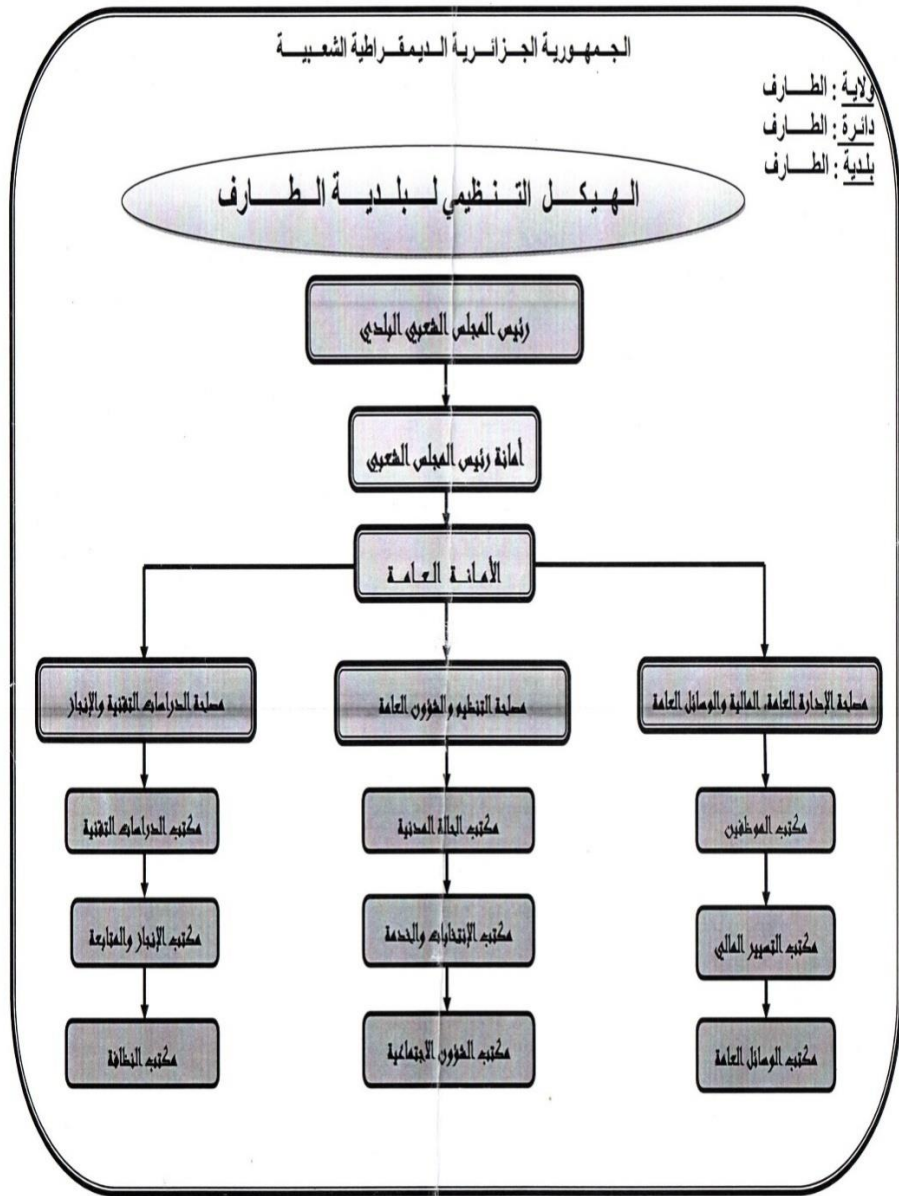 الجمهورية الجزائرية الديمقراطية الشعبية
ولاية : الطارف
دائرة : الطارف
بلدية : الطارف
الهيكل التنظيمي لبلدية الطارف
رئيس المجلس الشعبي البلدي
أمانة رئيس المجلس الشعبي
الأمانة العامة
مصلحة الإدارة العامة، المالية والوسائل العامة
مصلحة التنظيم و الشؤون العامة
مصلحة الدراسات التقنية والإنجاز
مكتب الموظفين
مكتب الحالة المدنية
مكتب الدراسات التقنية
مكتب التسيير المالي
مكتب الإنتخابات والخدمة
مكتب الإنجاز والمتابعة
مكتب الوسائل العامة
مكتب الشؤون الاجتماعية
مكتب النظافة